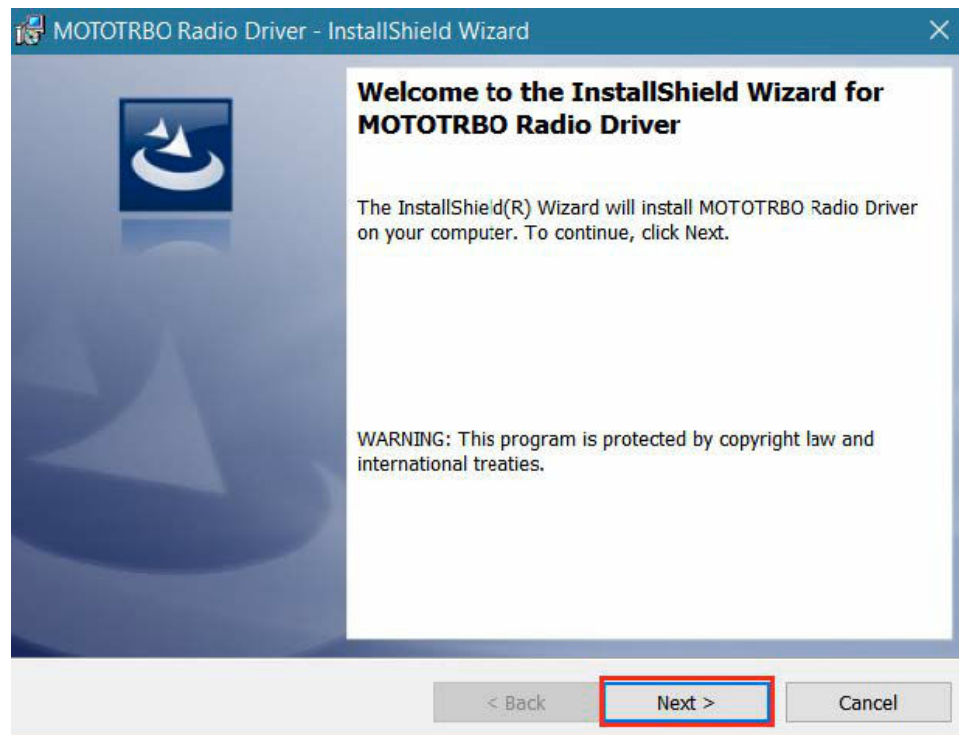 MOTOTRBO Radio Driver - InstallShield Wizard
Welcome to the InstallShield Wizard for
MOTOTRBO Radio Driver
The InstallShield(R) Wizard will install MOTOTRBO Radio Driver
on your computer. To continue, click Next.
WARNING: This program is protected by copyright law and
international treaties.
< Back
Next >
Cancel